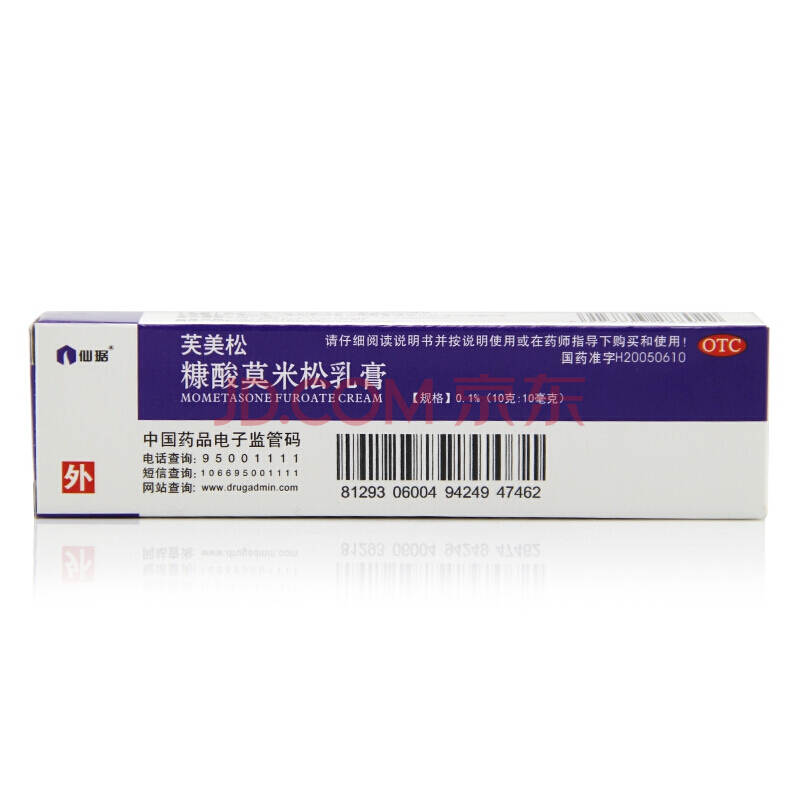 仙琚®
芙美松
糠酸莫米松乳膏
MOMETASONE FUROATE CREAM
【规格】0.1%（10克:10毫克）
请仔细阅读说明书并按说明使用或在药师指导下购买和使用！
国药准字H20050610
OTC
JD.COM 京东
外
中国药品电子监管码
电话查询：95001111
短信查询：106695001111
网站查询：www.drugadmin.com
81293 06004 94249 47462